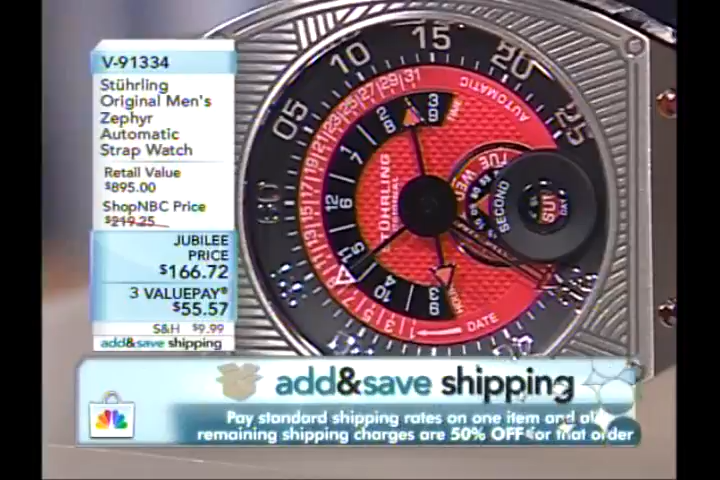 V-91334
Stührling
Original Men's
Zephyr
Automatic
Strap Watch
Retail Value
$895.00
ShopNBC Price
$219.25
JUBILEE
PRICE
$166.72
3 VALUEPAY®
$55.57
S&H $9.99
add&save shipping
05
10
15
20
25
AUTOMATIC
TIME
STÜHRLING
ORIGINAL
TUE
WED
SECOND
SUN
DAY
DATE
add&save shipping
Pay standard shipping rates on one item and all
remaining shipping charges are 50% OFF for that order